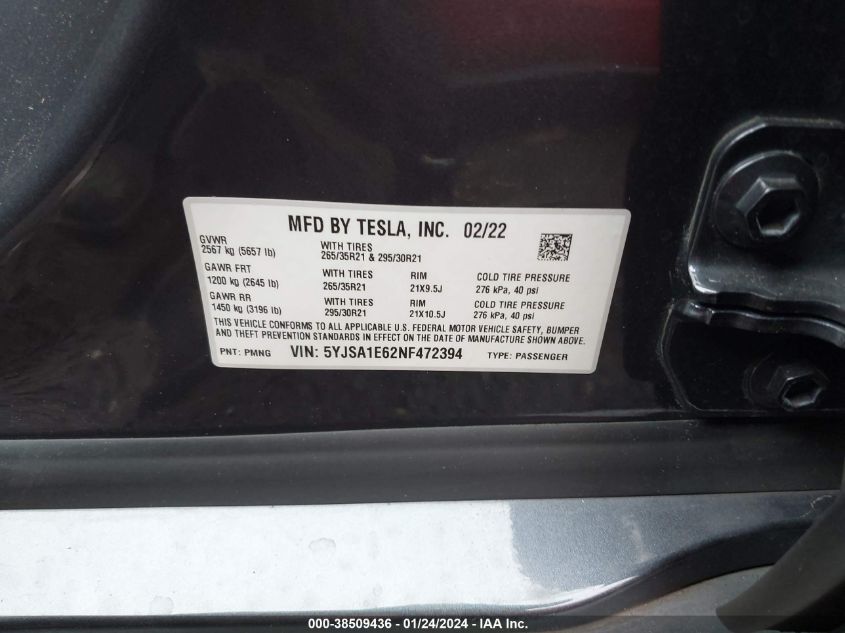 MFD BY TESLA, INC. 02/22
GVWR
2567 kg (5657 lb)
WITH TIRES
265/35R21 & 295/30R21
GAWR FRT
1200 kg (2645 lb)
WITH TIRES
265/35R21
RIM
21X9.5J
COLD TIRE PRESSURE
276 kPa, 40 psi
GAWR RR
1450 kg (3196 lb)
WITH TIRES
295/30R21
RIM
21X10.5J
COLD TIRE PRESSURE
276 kPa, 40 psi
THIS VEHICLE CONFORMS TO ALL APPLICABLE U.S. FEDERAL MOTOR VEHICLE SAFETY, BUMPER
AND THEFT PREVENTION STANDARDS IN EFFECT ON THE DATE OF MANUFACTURE SHOWN ABOVE.
PNT: PMNG VIN: 5YJSA1E62NF472394 TYPE: PASSENGER
000-38509436 - 01/24/2024 - IAA Inc.